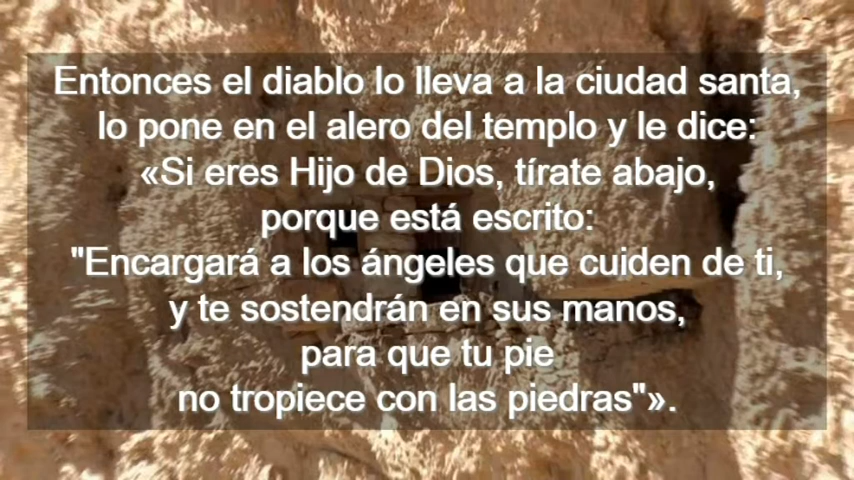 Entonces el diablo lo lleva a la ciudad santa,
lo pone en el alero del templo y le dice:
«Si eres Hijo de Dios, tírate abajo,
porque está escrito:
"Encargará a los ángeles que cuiden de ti,
y te sostendrán en sus manos,
para que tu pie
no tropiece con las piedras"».